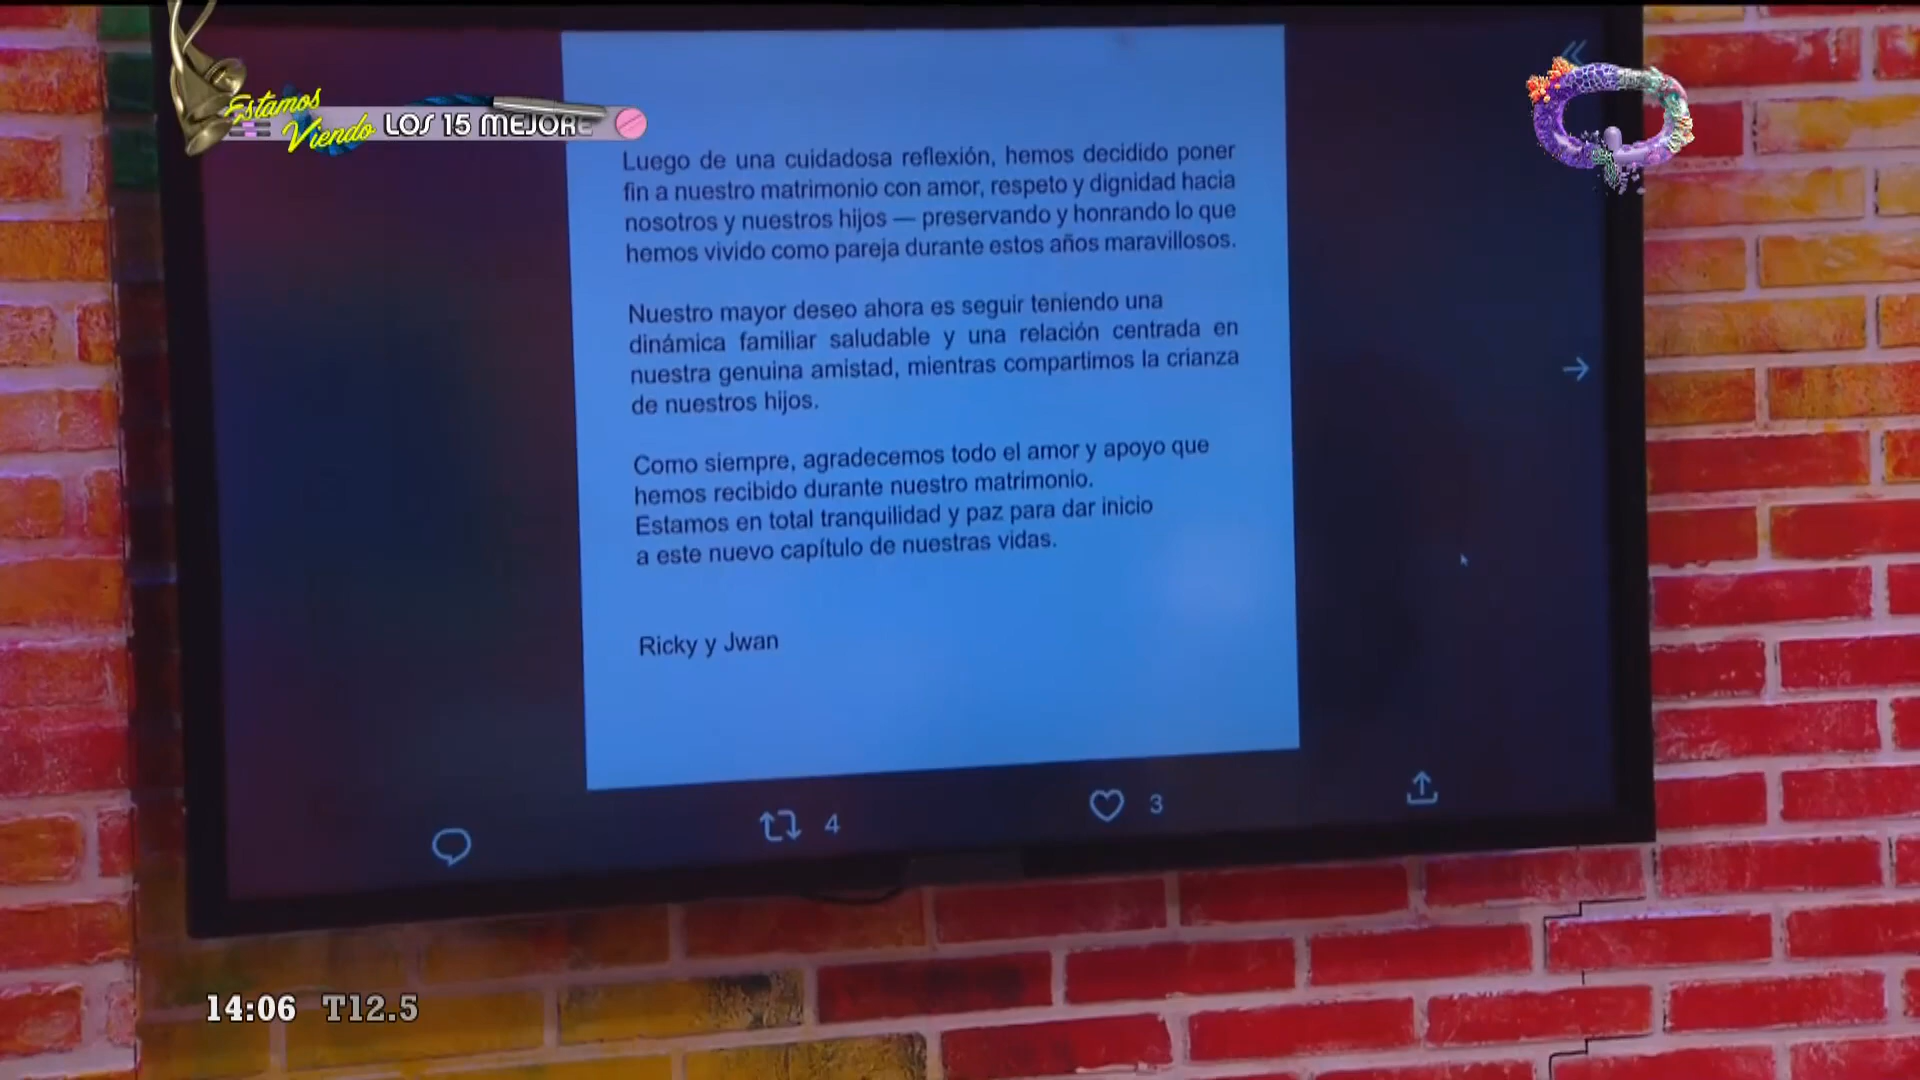 Estamos
Viendo
LOS 15 MEJORE
Luego de una cuidadosa reflexión, hemos decidido poner
fin a nuestro matrimonio con amor, respeto y dignidad hacia
nosotros y nuestros hijos — preservando y honrando lo que
hemos vivido como pareja durante estos años maravillosos.
Nuestro mayor deseo ahora es seguir teniendo una
dinámica familiar saludable y una relación centrada en
nuestra genuina amistad, mientras compartimos la crianza
de nuestros hijos.
Como siempre, agradecemos todo el amor y apoyo que
hemos recibido durante nuestro matrimonio.
Estamos en total tranquilidad y paz para dar inicio
a este nuevo capítulo de nuestras vidas.
Ricky y Jwan
4
3
14:06 T12.5